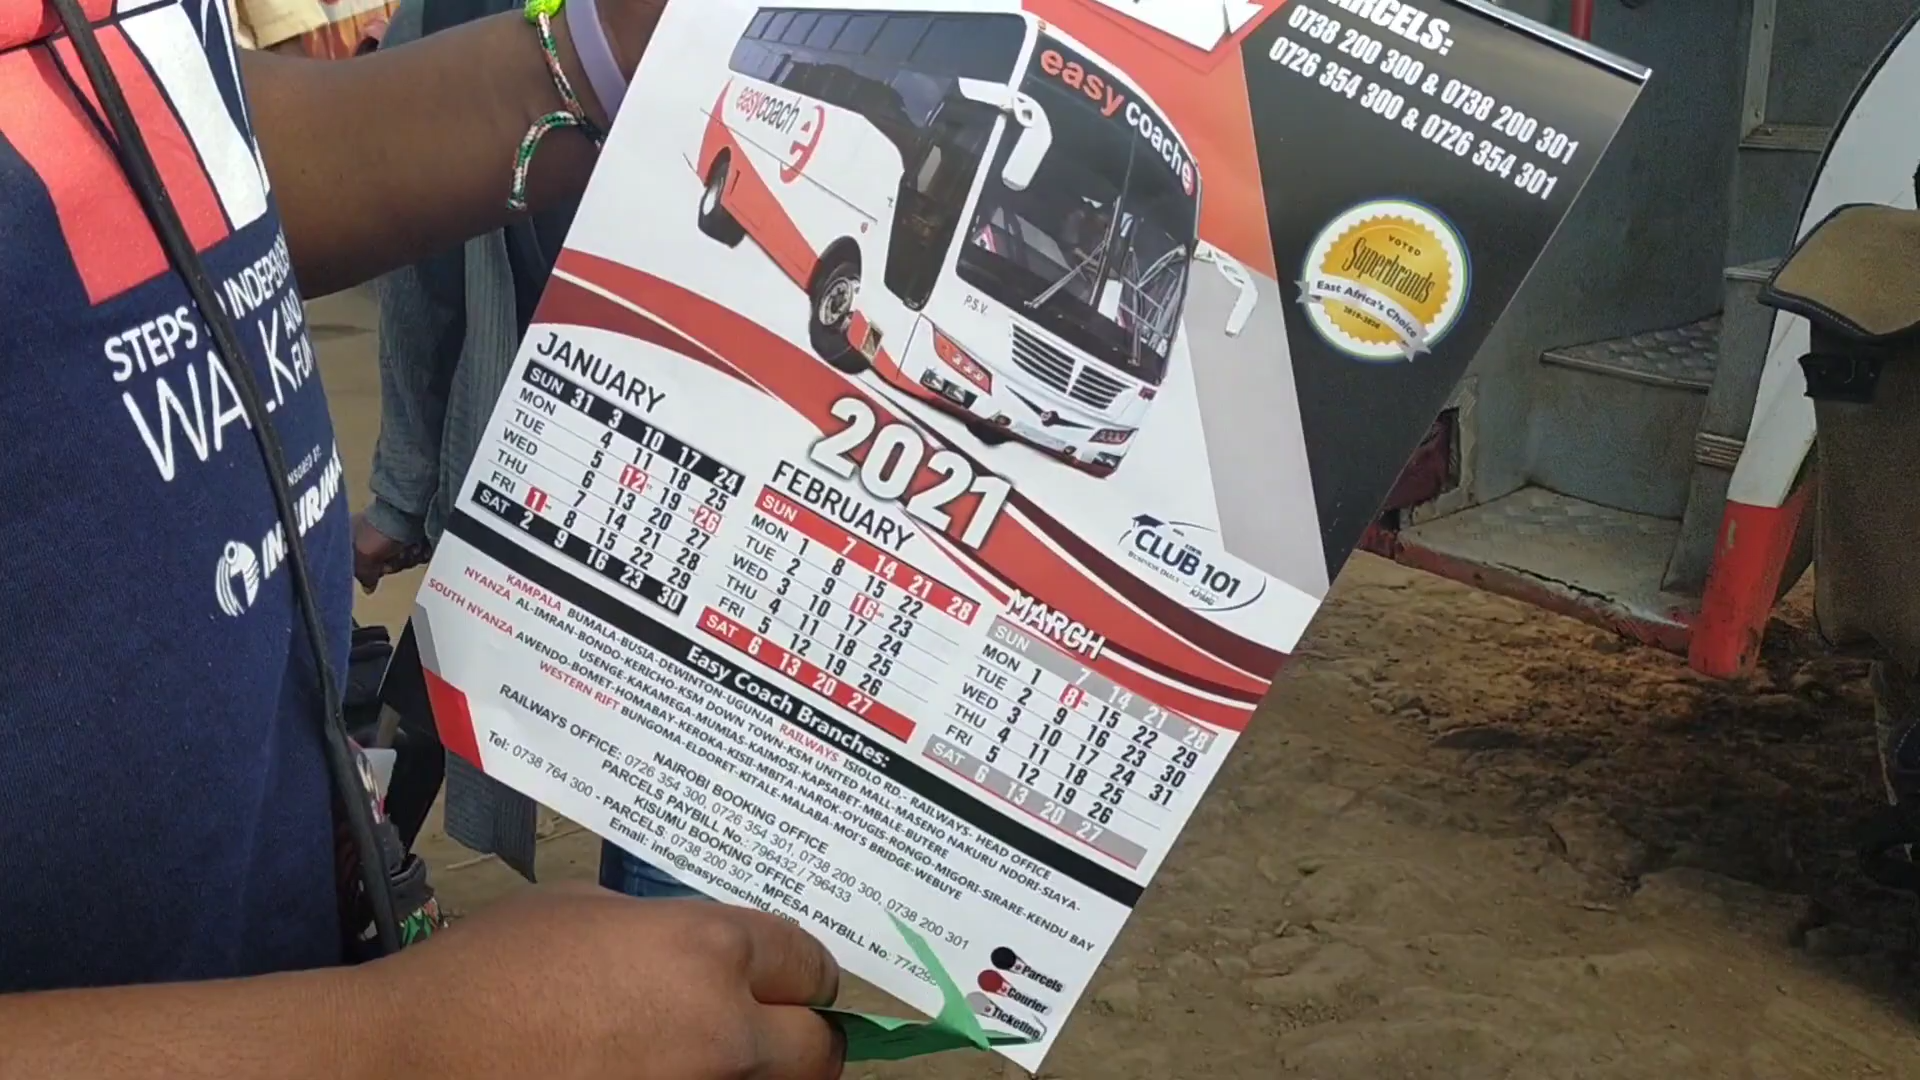 PARCELS:
0738 200 300 & 0738 200 301
0726 354 300 & 0726 354 301
easy coach e
easycoach e
P.S.V.
VOTED
Superbrands
East Africa's Choice
2019-2020
STEPS TO INDEPENDENCE
WALK AND FUN
2021
CLUB 101
KPMG
JANUARY
SUN 31 3 10 17 24
MON 4 11 18 25
TUE 5 12 19 26
WED 6 13 20 27
THU 7 14 21 28
FRI 1 8 15 22 29
SAT 2 9 16 23 30
FEBRUARY
SUN 7 14 21 28
MON 1 8 15 22
TUE 2 9 16 23
WED 3 10 17 24
THU 4 11 18 25
FRI 5 12 19 26
SAT 6 13 20 27
MARCH
SUN 7 14 21 28
MON 1 8 15 22 29
TUE 2 9 16 23 30
WED 3 10 17 24 31
THU 4 11 18 25
FRI 5 12 19 26
SAT 6 13 20 27
Easy Coach Branches:
KAMPALA BUMALA-BUSIA-DEWINTON-UGUNJA RAILWAYS ISIOLO RD.- RAILWAYS- HEAD OFFICE
NYANZA AL-IMRAN-BONDO-KERICHO-KSM DOWN TOWN-KSM UNITED MALL-MASENO NAKURU NDORI-SIAYA-
USENGE-KAKAMEGA-MUMIAS-KAIMOSI-KAPSABET-MBALE-BUTERE
SOUTH NYANZA AWENDO-BOMET-HOMABAY-KEROKA-KISII-MBITA-NAROK-OYUGIS-RONGO-MIGORI-SIRARE-KENDU BAY
WESTERN RIFT BUNGOMA-ELDORET-KITALE-MALABA-MOI'S BRIDGE-WEBUYE
NAIROBI BOOKING OFFICE
RAILWAYS OFFICE: 0726 354 300, 0726 354 301, 0738 200 300, 0738 200 301
PARCELS PAYBILL No.: 796432 / 796433
KISUMU BOOKING OFFICE
Tel: 0738 764 300 - PARCELS: 0738 200 307 - MPESA PAYBILL No: 77429
Email: info@easycoachltd.com
Parcels
Courier
Ticketing